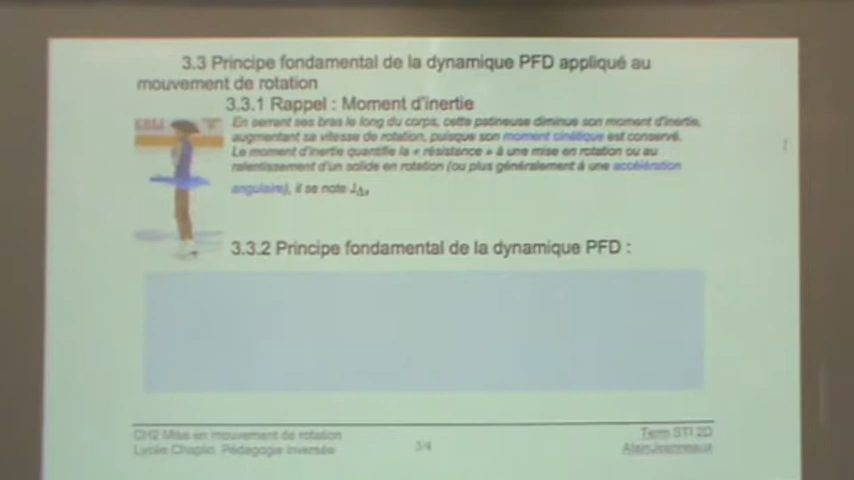 3.3 Principe fondamental de la dynamique PFD appliqué au
mouvement de rotation
3.3.1 Rappel : Moment d'inertie
En serrant ses bras le long du corps, cette patineuse diminue son moment d'inertie,
augmentant sa vitesse de rotation, puisque son moment cinétique est conservé.
Le moment d'inertie quantifie la « résistance » à une mise en rotation ou au
ralentissement d'un solide en rotation (ou plus généralement à une accélération
angulaire), il se note JΔ.
3.3.2 Principe fondamental de la dynamique PFD :
CH2 Mise en mouvement de rotation
Term STI 2D
Lycée Chaplin. Pédagogie inversée
3/4
AlainJeanneaux